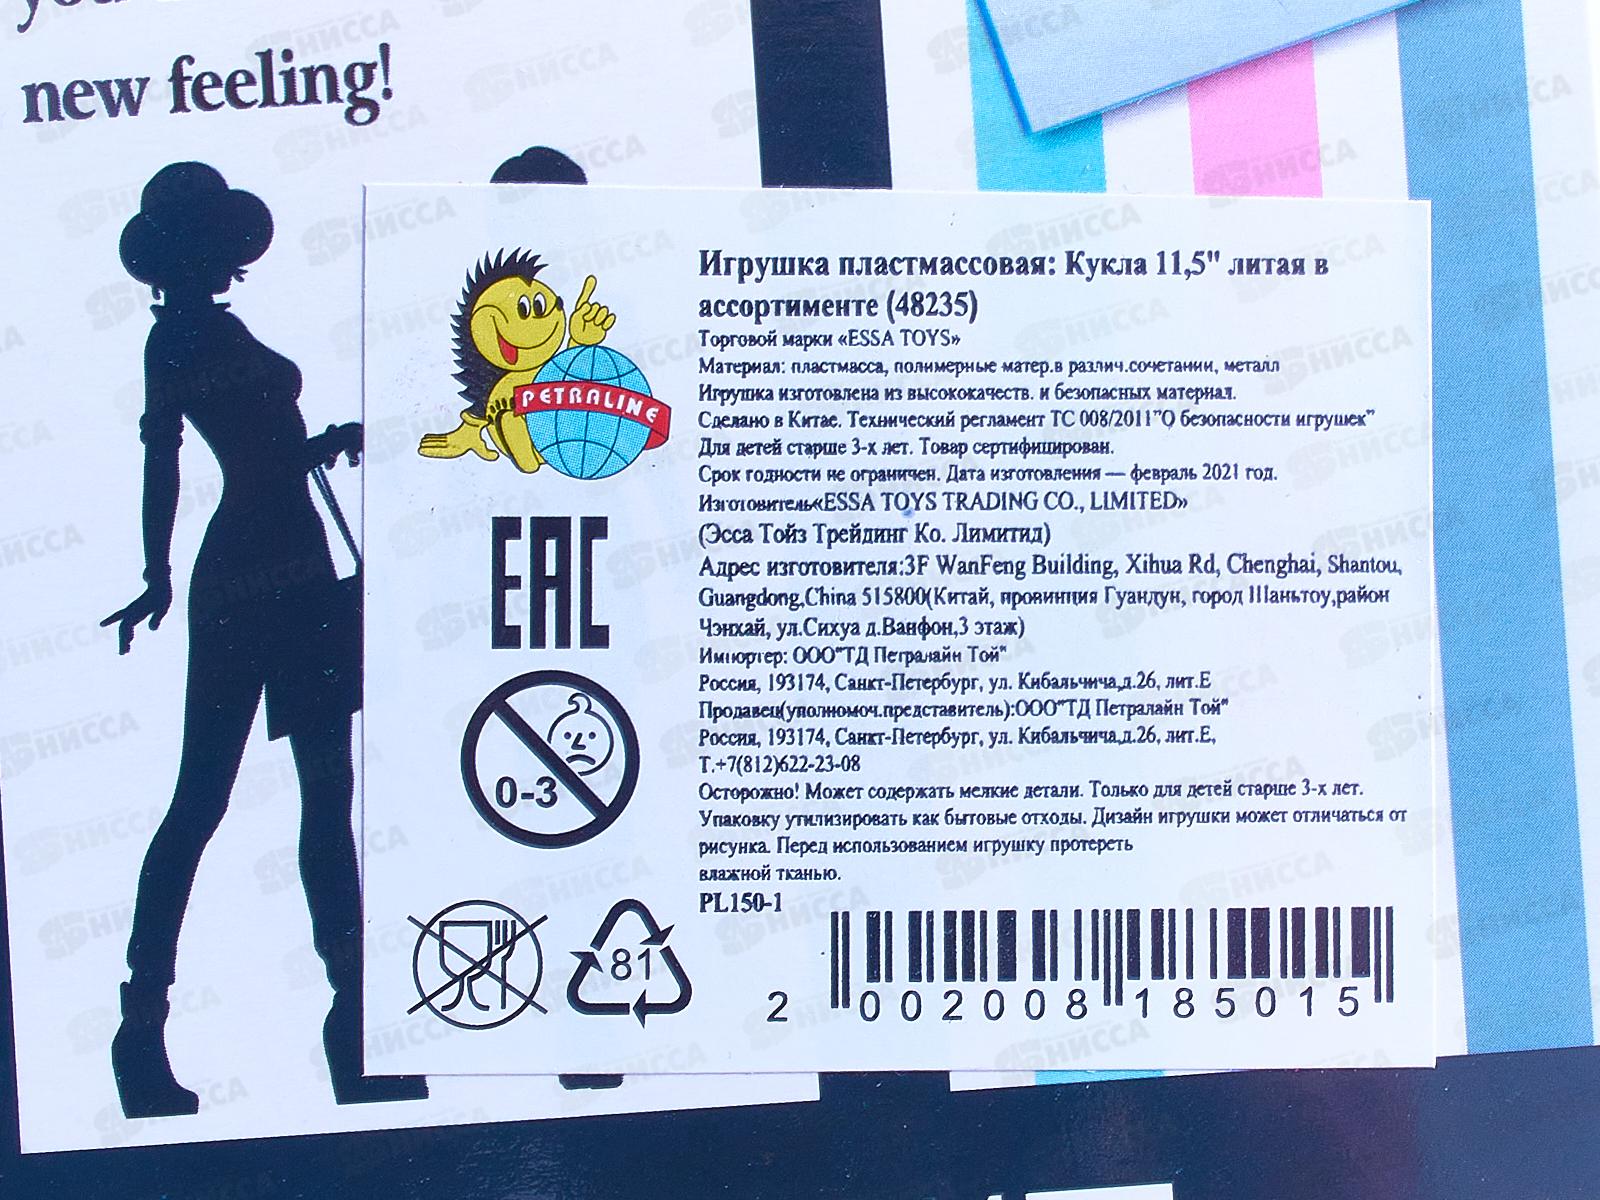 new feeling!
Игрушка пластмассовая: Кукла 11,5" литая в
ассортименте (48235)
Торговой марки «ESSA TOYS»
Материал: пластмасса, полимерные матер.в различ.сочетании, металл
Игрушка изготовлена из высококачеств. и безопасных материал.
Сделано в Китае. Технический регламент ТС 008/2011"О безопасности игрушек"
Для детей старше 3-х лет. Товар сертифицирован.
Срок годности не ограничен. Дата изготовления — февраль 2021 год.
Изготовитель«ESSA TOYS TRADING CO., LIMITED»
(Эсса Тойз Трейдинг Ко. Лимитид)
Адрес изготовителя:3F WanFeng Building, Xihua Rd, Chenghai, Shantou,
Guangdong,China 515800(Китай, провинция Гуандун, город Шаньтоу,район
Чэнхай, ул.Сихуа д.Ванфон,3 этаж)
Импортер: ООО"ТД Петралайн Той"
Россия, 193174, Санкт-Петербург, ул. Кибальчича,д.26, лит.Е
Продавец(уполномоч.представитель):ООО"ТД Петралайн Той"
Россия, 193174, Санкт-Петербург, ул. Кибальчича,д.26, лит.Е,
Т.+7(812)622-23-08
Осторожно! Может содержать мелкие детали. Только для детей старше 3-х лет.
Упаковку утилизировать как бытовые отходы. Дизайн игрушки может отличаться от
рисунка. Перед использованием игрушку протереть
влажной тканью.
PL150-1
PETRALINE
EAC
0-3
81
2 002008 185015
НИССА